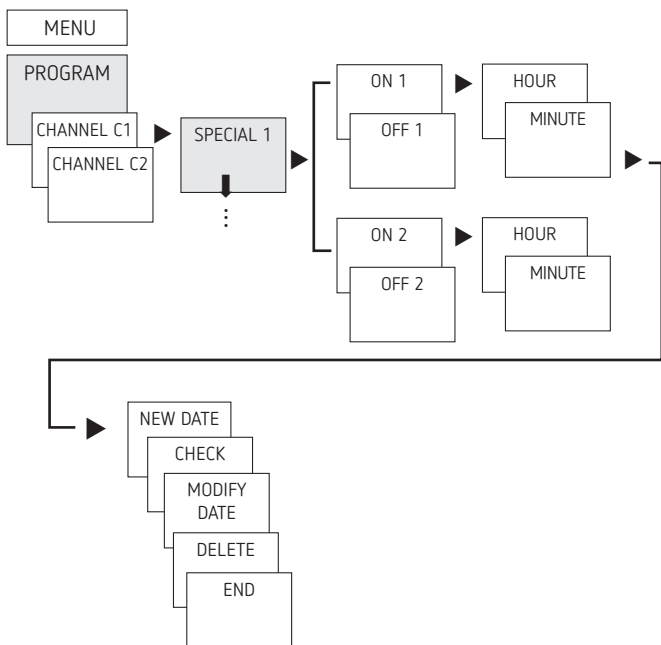 MENU
PROGRAM
CHANNEL C1
CHANNEL C2
SPECIAL 1
ON 1
OFF 1
HOUR
MINUTE
ON 2
OFF 2
HOUR
MINUTE
NEW DATE
CHECK
MODIFY
DATE
DELETE
END